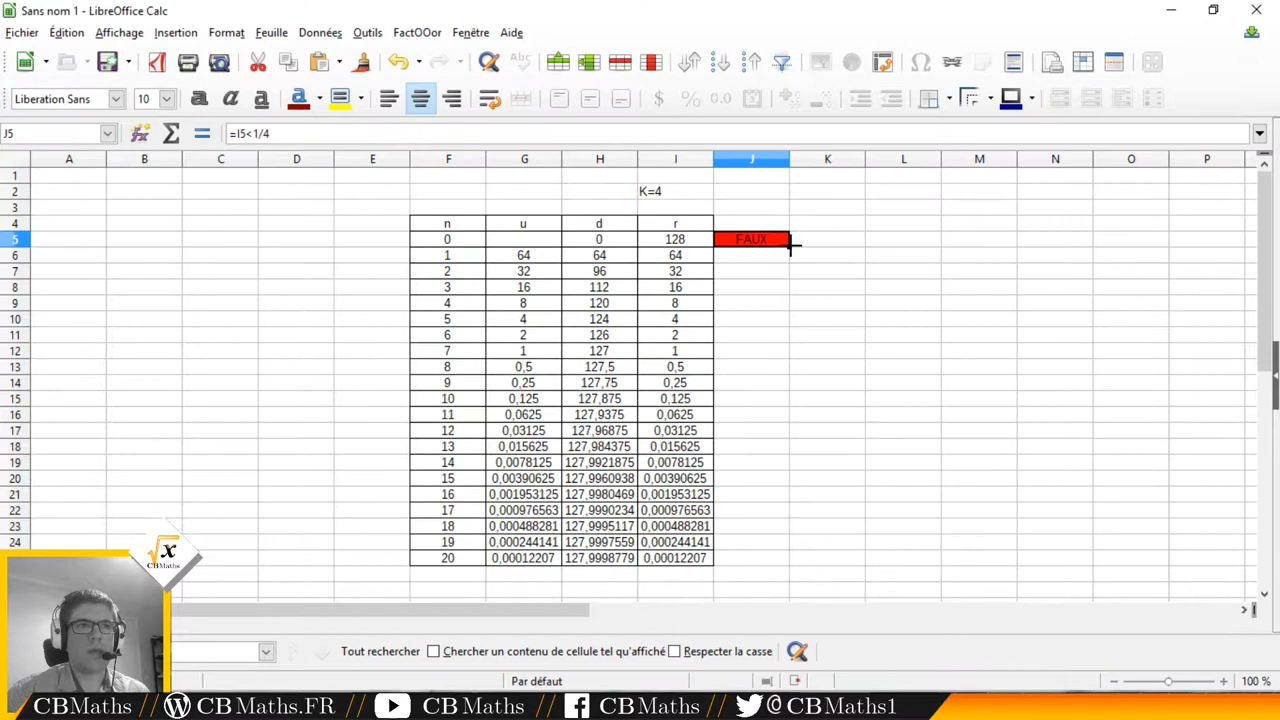 Sans nom 1 - LibreOffice Calc
Fichier Édition Affichage Insertion Format Feuille Données Outils FactOOor Fenêtre Aide
Liberation Sans 10 a a a a $ % 0.0
J5 =I5<1/4
A B C D E F G H I J K L M N O P
1
2 K=4
3
4 n u d r
5 0 0 128 FAUX
6 1 64 64 64
7 2 32 96 32
8 3 16 112 16
9 4 8 120 8
10 5 4 124 4
11 6 2 126 2
12 7 1 127 1
13 8 0,5 127,5 0,5
14 9 0,25 127,75 0,25
15 10 0,125 127,875 0,125
16 11 0,0625 127,9375 0,0625
17 12 0,03125 127,96875 0,03125
18 13 0,015625 127,984375 0,015625
19 14 0,0078125 127,9921875 0,0078125
20 15 0,00390625 127,9960938 0,00390625
21 16 0,001953125 127,9980469 0,001953125
22 17 0,000976563 127,9990234 0,000976563
23 18 0,000488281 127,9995117 0,000488281
24 19 0,000244141 127,9997559 0,000244141
20 0,00012207 127,9998779 0,00012207
√x
CBMaths
Tout rechercher Chercher un contenu de cellule tel qu'affiché Respecter la casse
Par défaut 100 %
CBMaths CBMaths.FR CBMaths CBMaths @CBMaths1